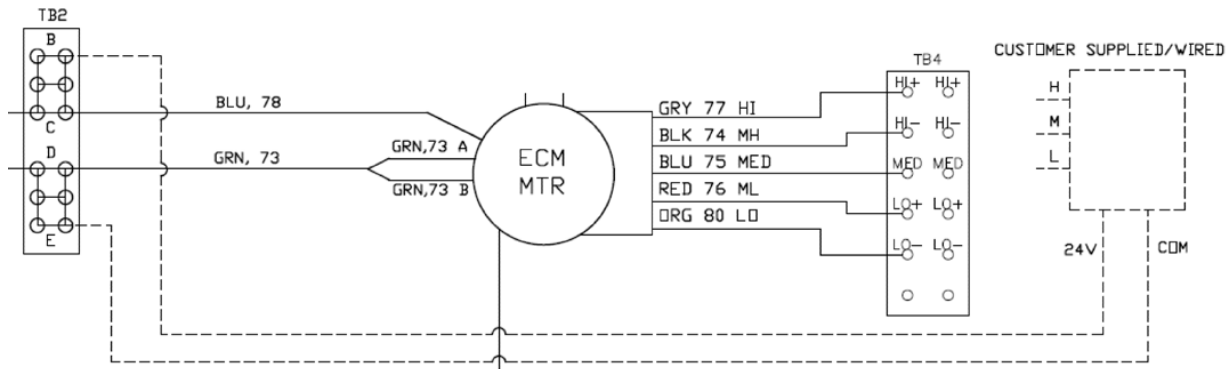 TB2
B
C
D
E
BLU, 78
GRN, 73
GRN,73 A
GRN,73 B
ECM
MTR
GRY 77 HI
BLK 74 MH
BLU 75 MED
RED 76 ML
ORG 80 LO
TB4
HI+ HI+
HI- HI-
MED MED
LO+ LO+
LO- LO-
CUSTOMER SUPPLIED/WIRED
H
M
L
24V
COM